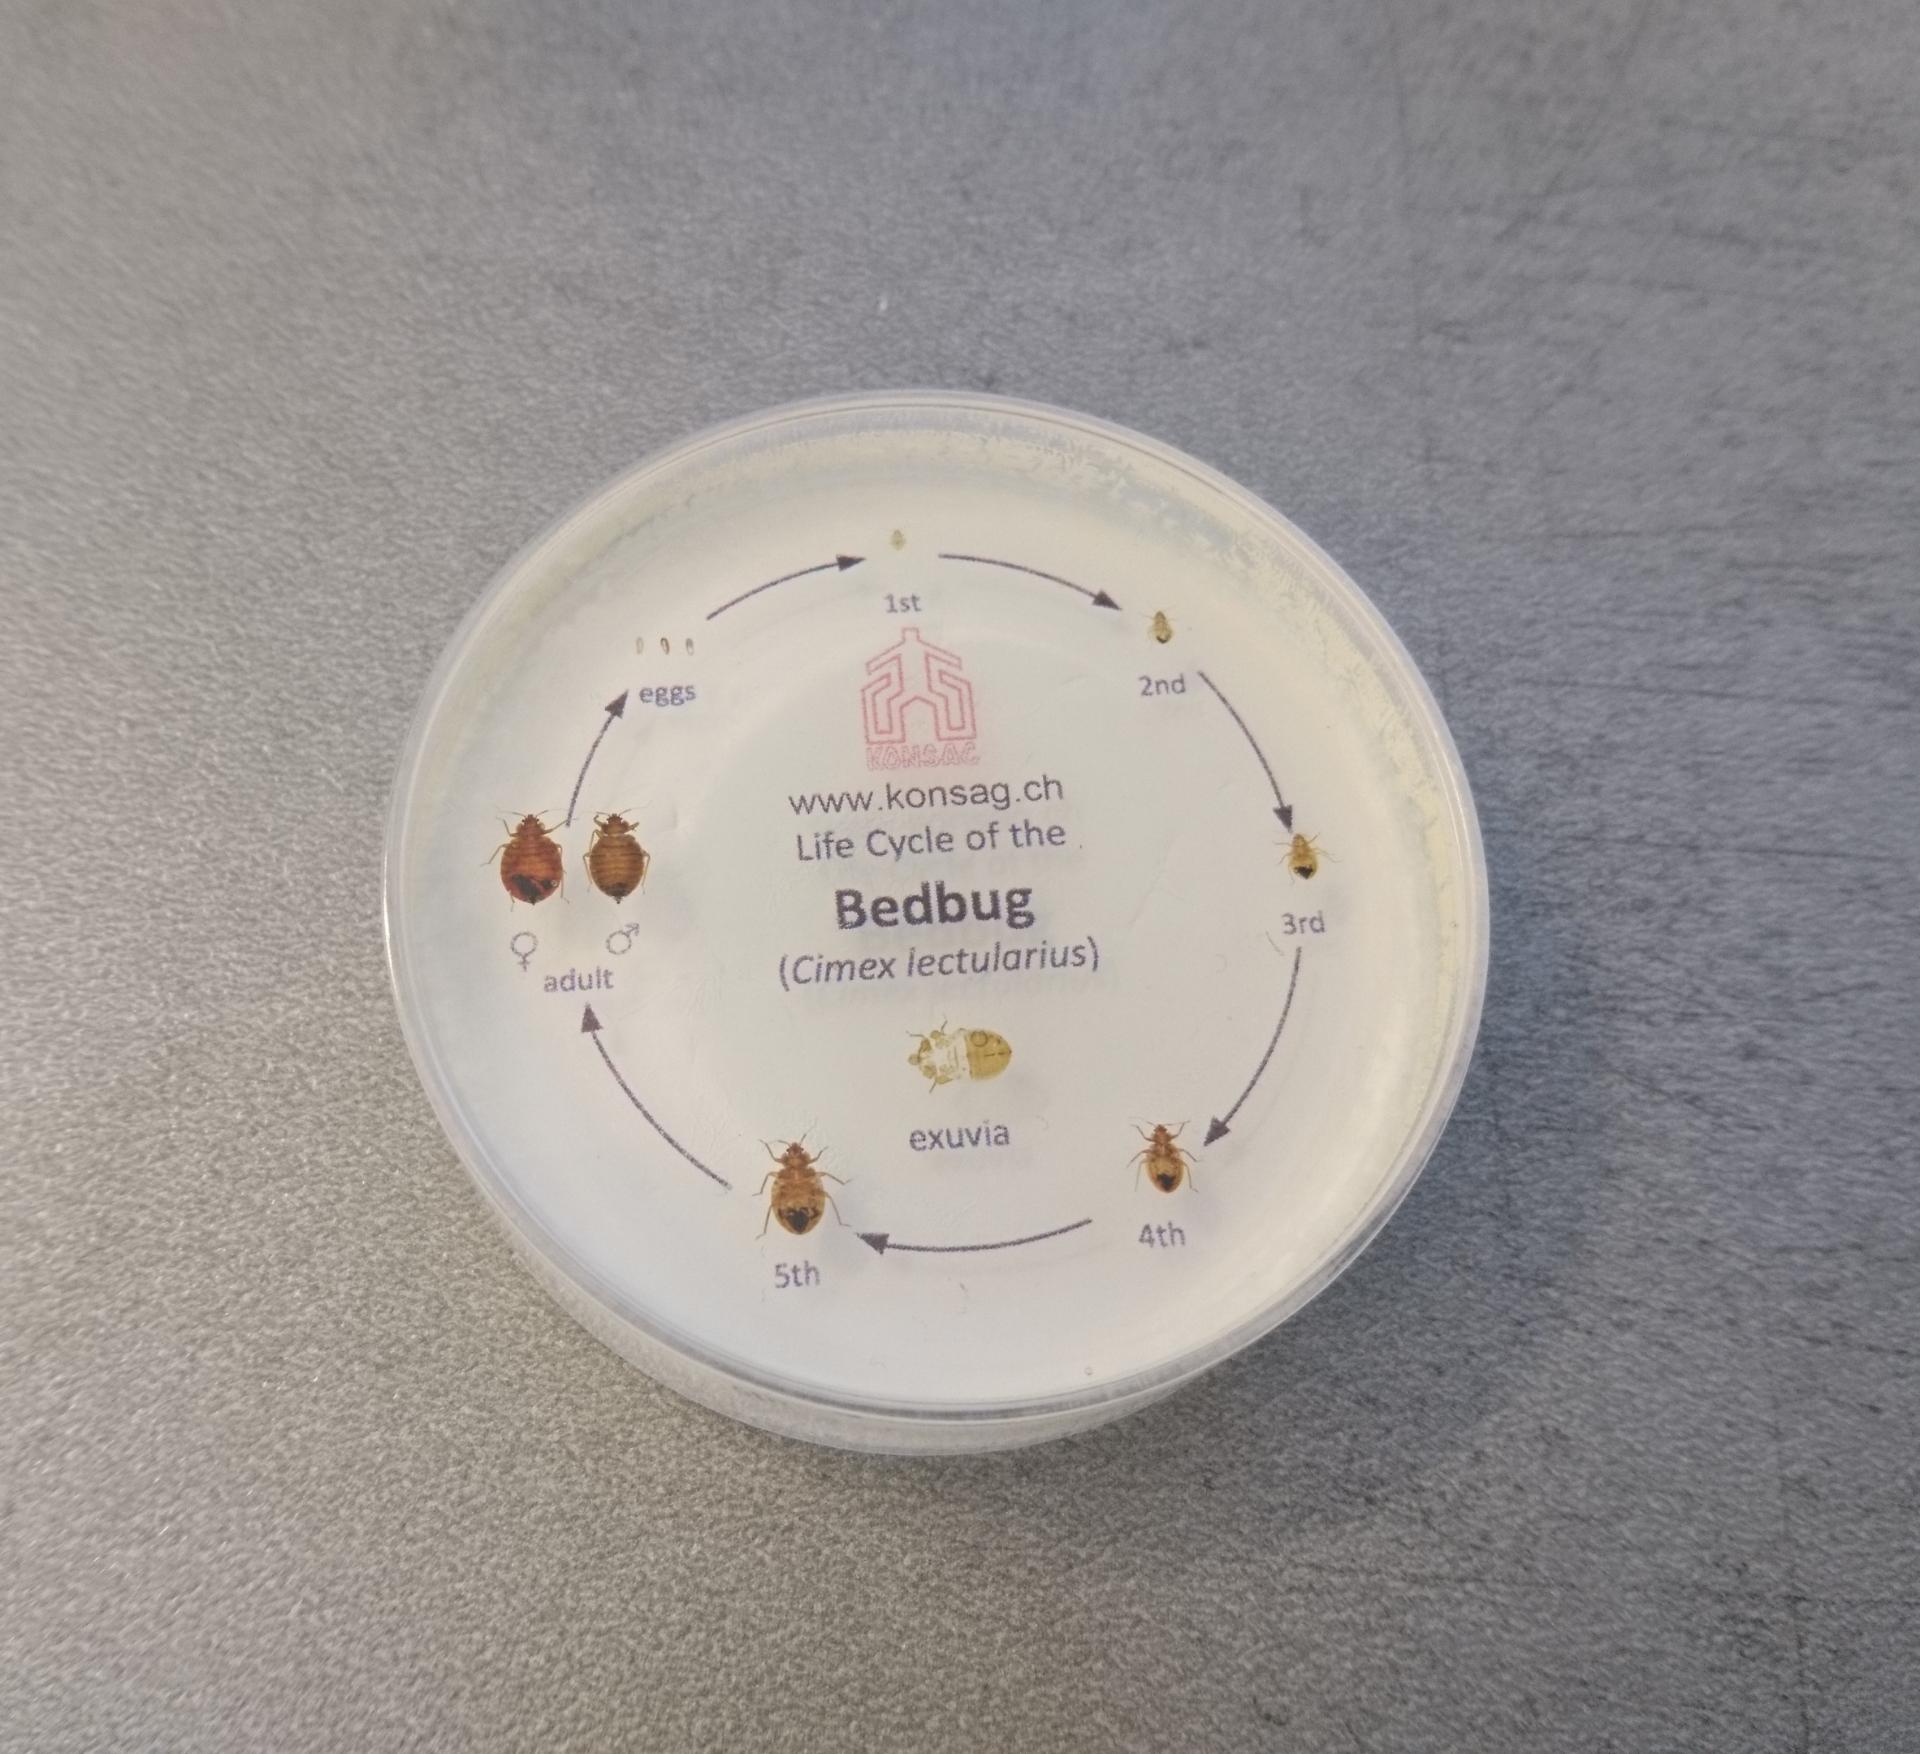 1st
2nd
eggs
KONSAG
www.konsag.ch
Life Cycle of the
Bedbug
(Cimex lectularius)
3rd
♀ ♂
adult
exuvia
4th
5th